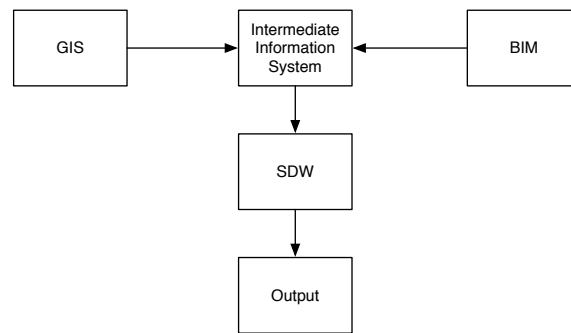 GIS
Intermediate
Information
System
BIM
SDW
Output